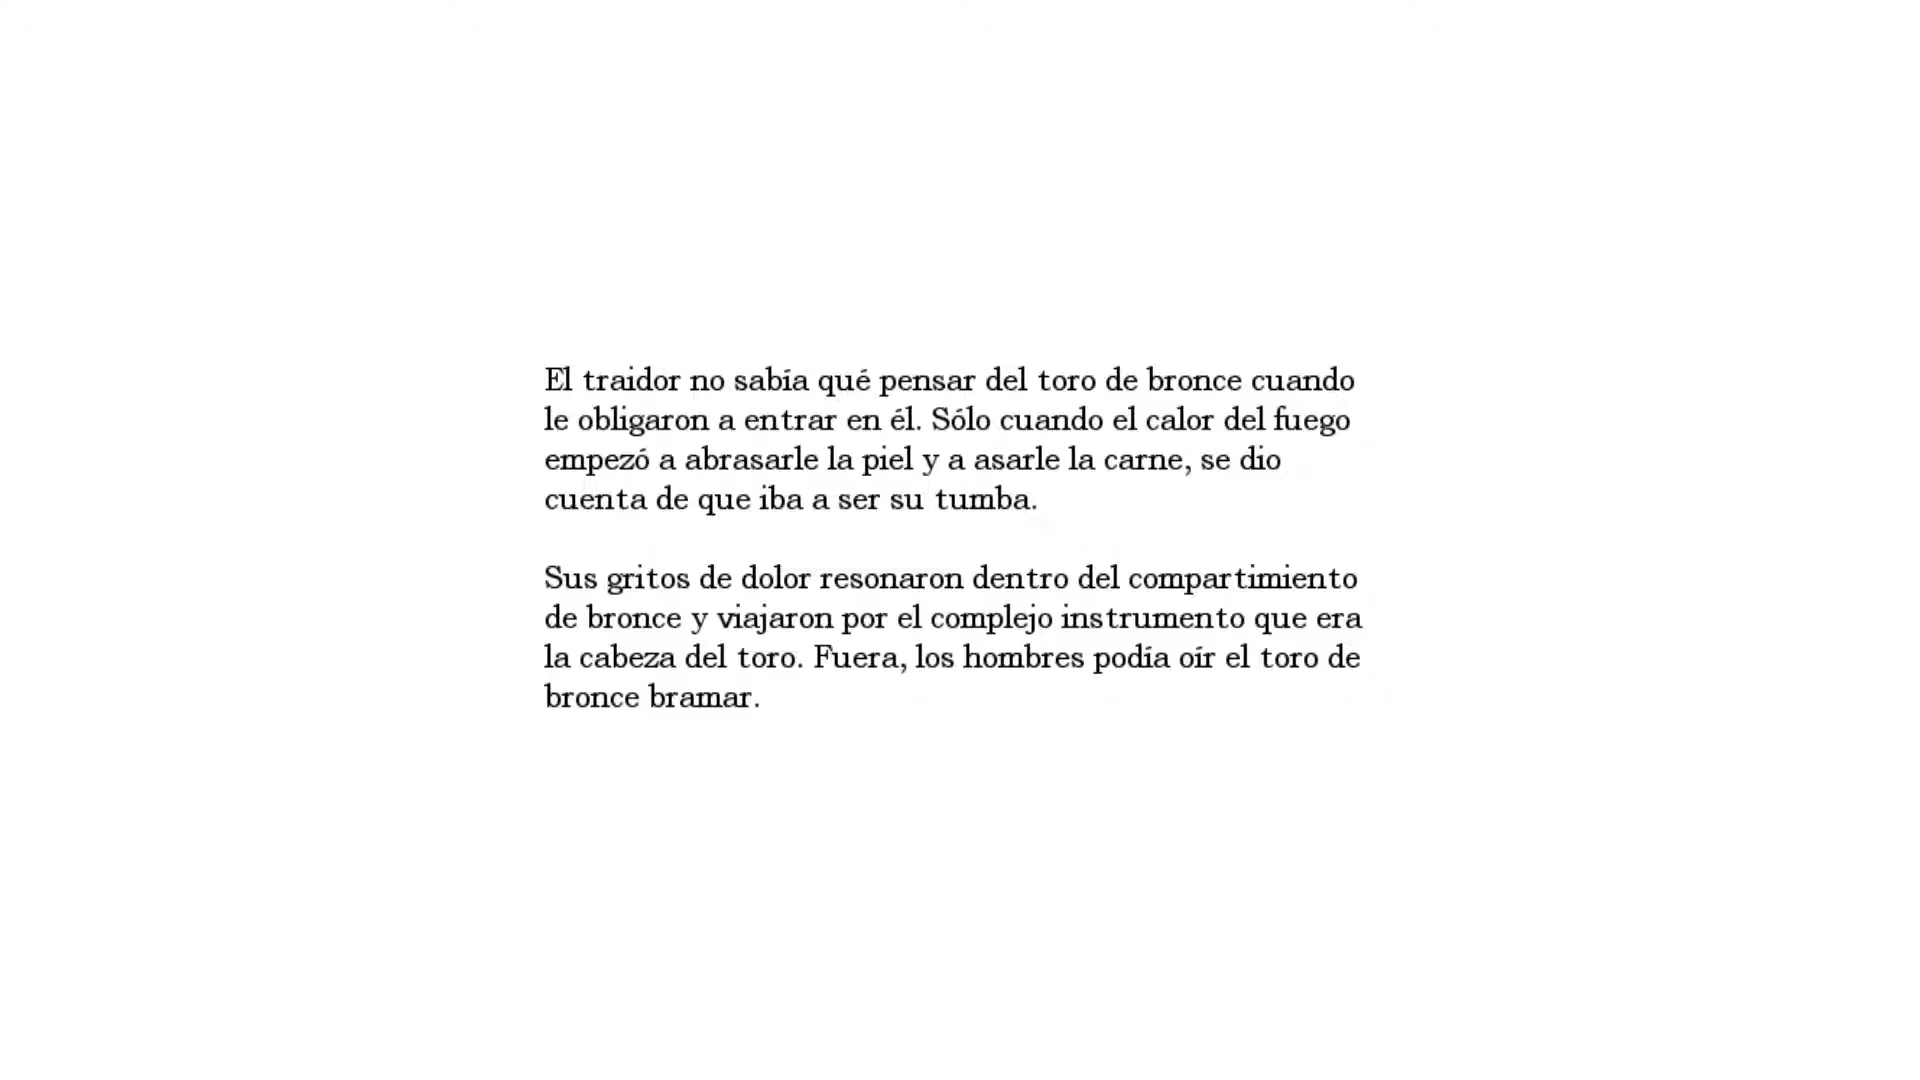 El traidor no sabía qué pensar del toro de bronce cuando
le obligaron a entrar en él. Sólo cuando el calor del fuego
empezó a abrasarle la piel y a asarle la carne, se dio
cuenta de que iba a ser su tumba.
Sus gritos de dolor resonaron dentro del compartimiento
de bronce y viajaron por el complejo instrumento que era
la cabeza del toro. Fuera, los hombres podía oír el toro de
bronce bramar.